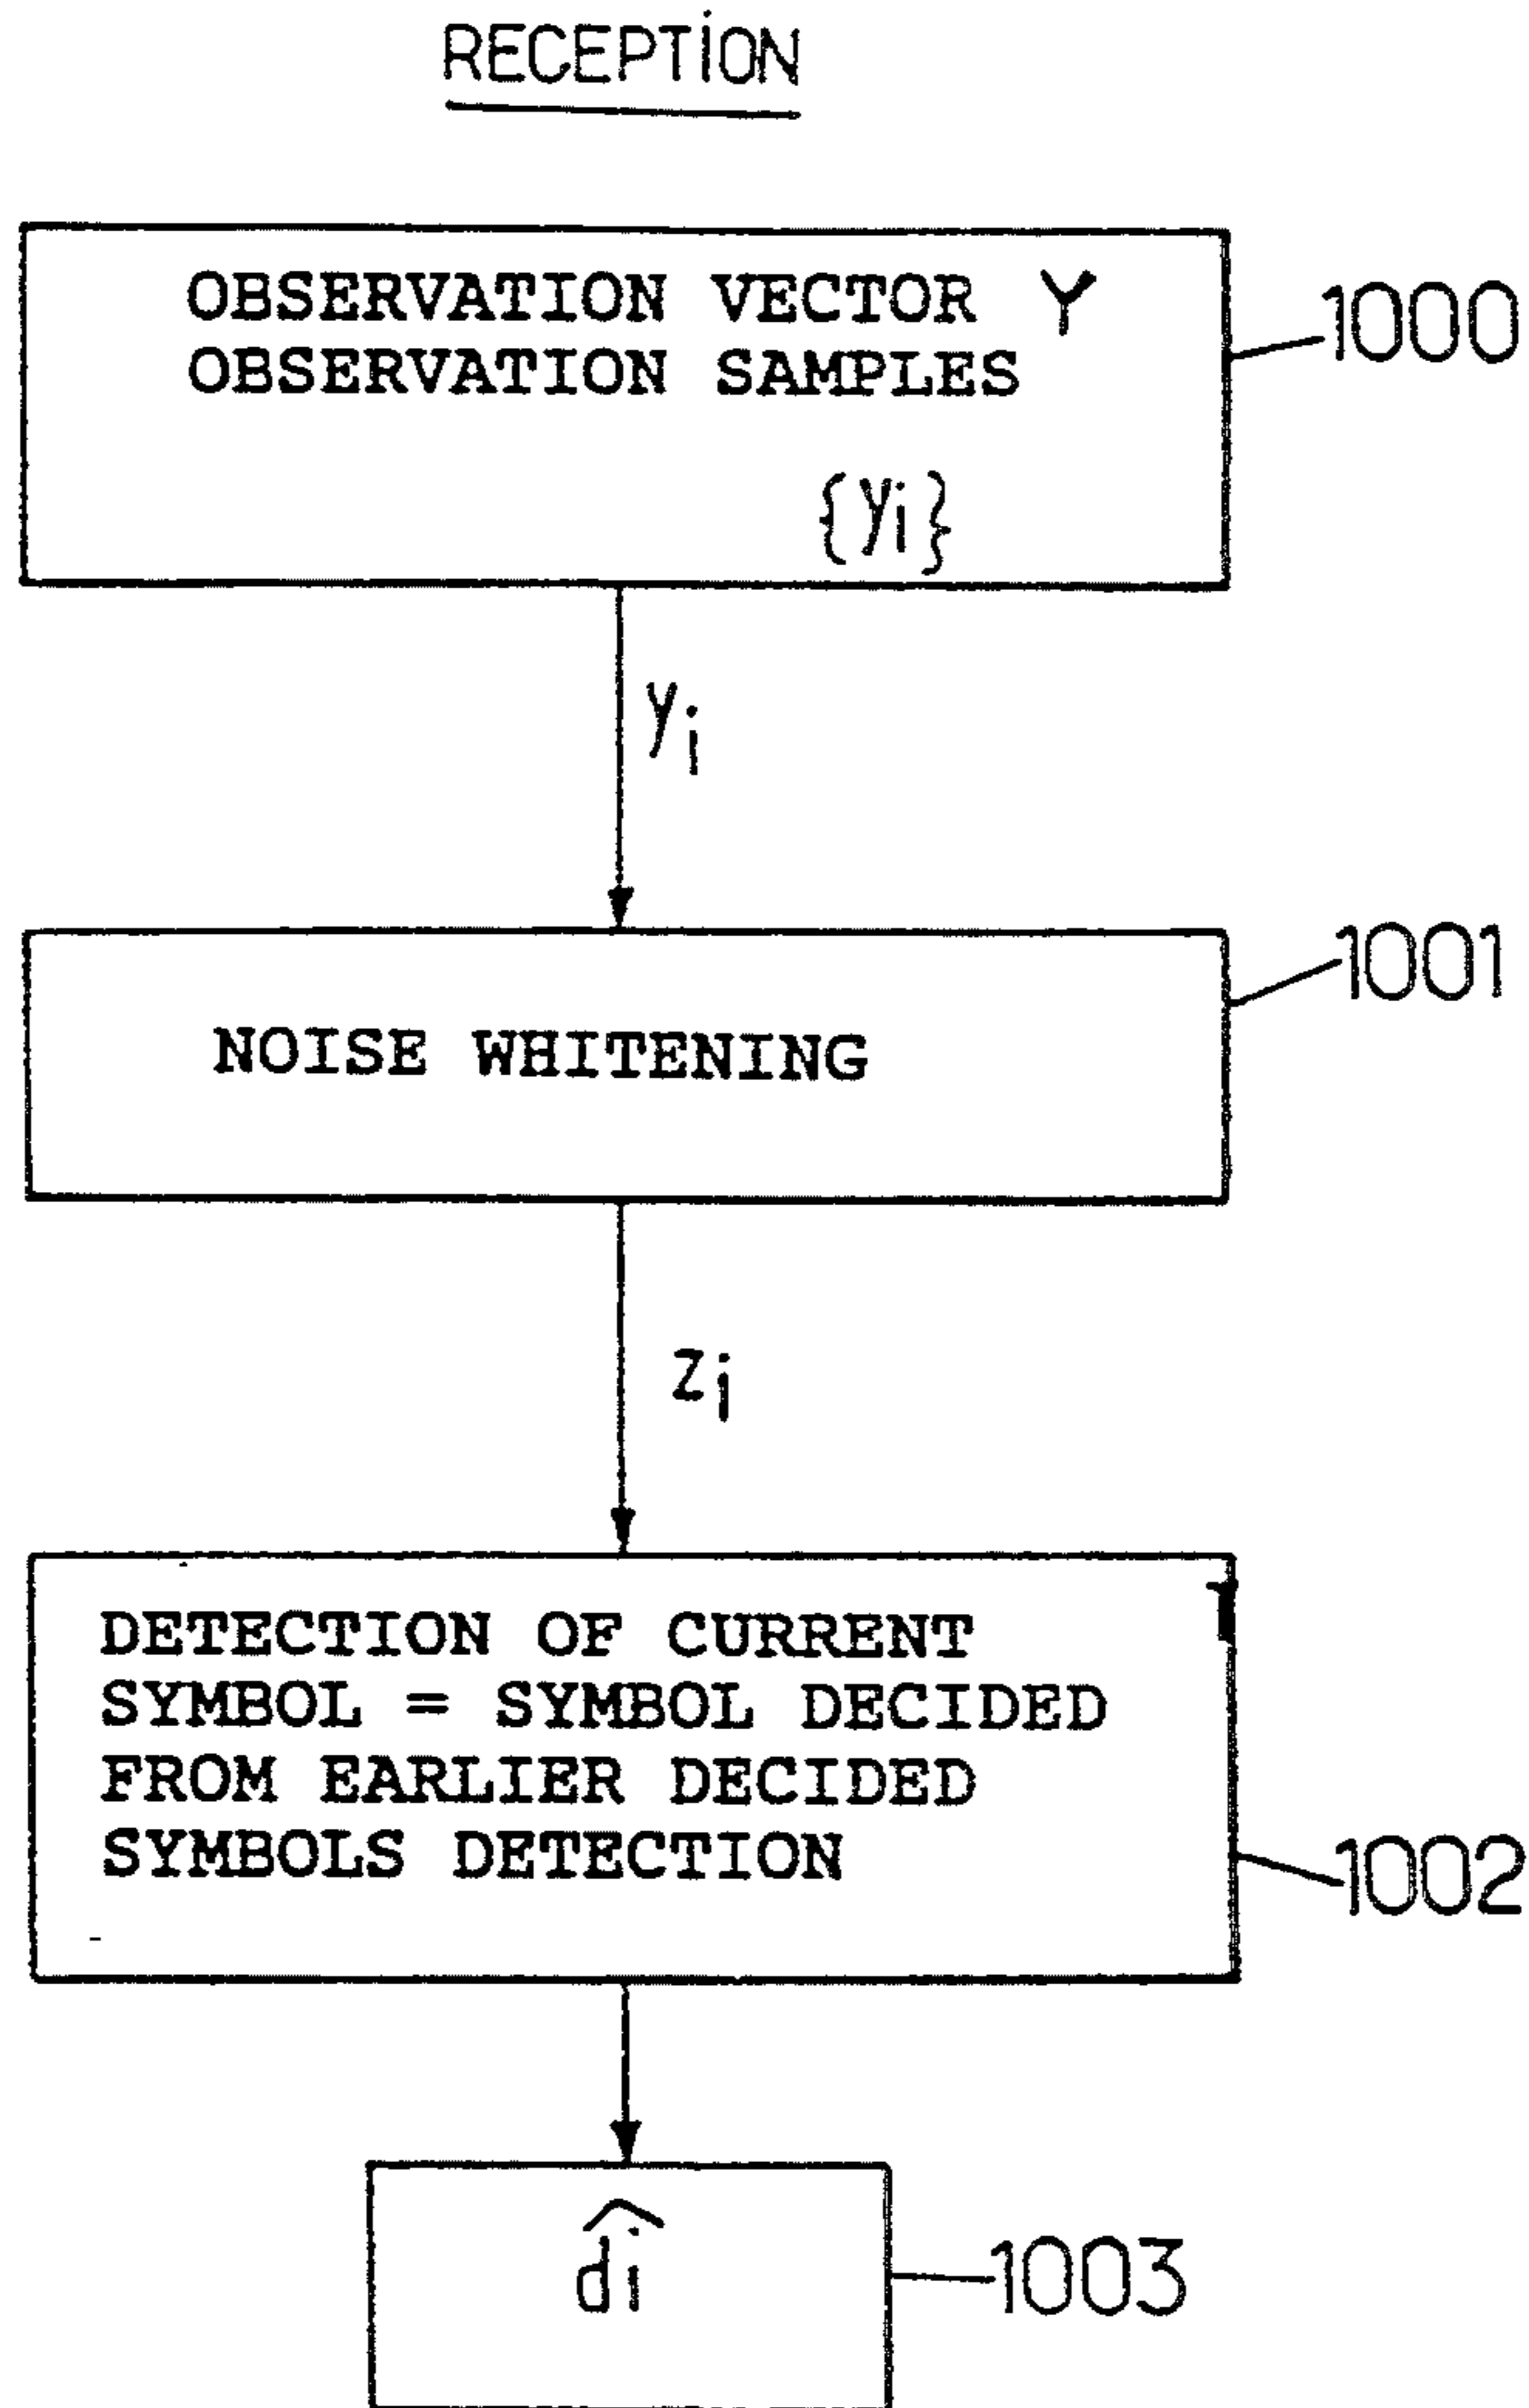 RECEPTION
OBSERVATION VECTOR Y
1000
OBSERVATION SAMPLES
{yi}
yi
1001
NOISE WHITENING
zi
DETECTION OF CURRENT
SYMBOL = SYMBOL DECIDED
FROM EARLIER DECIDED
SYMBOLS DETECTION
1002
d̂i
1003